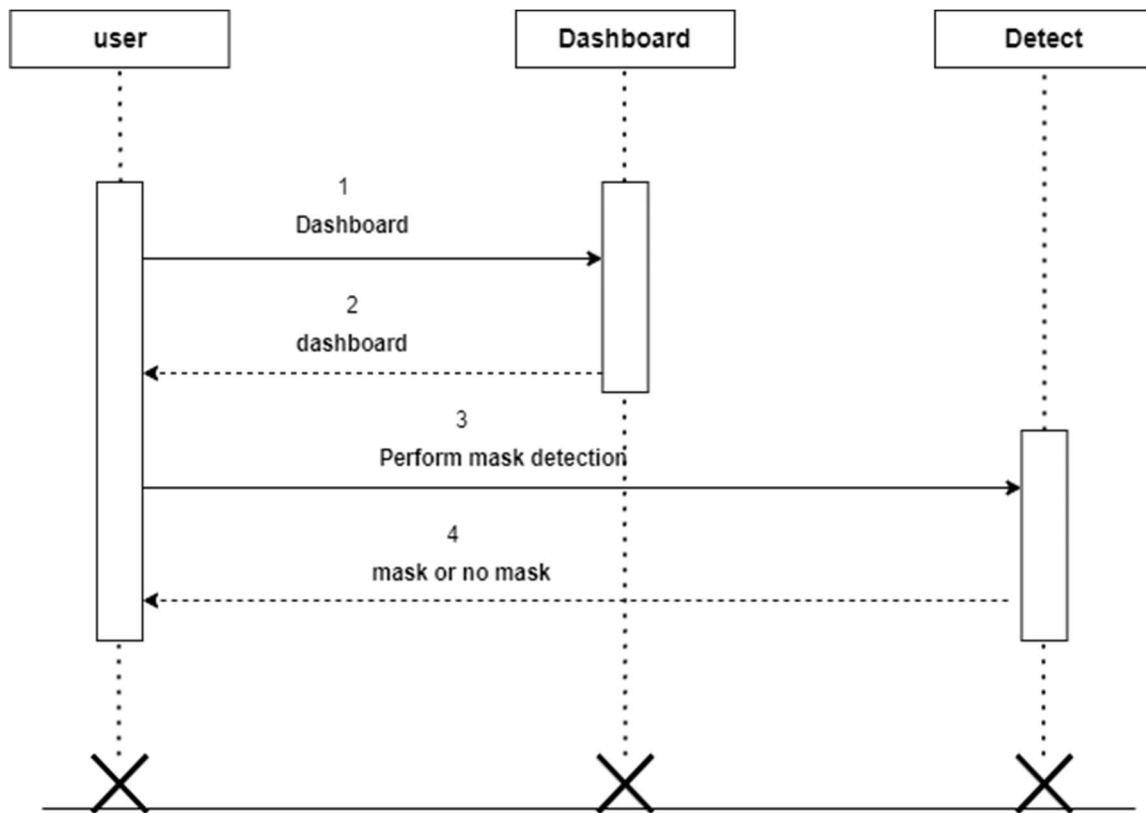 user
Dashboard
Detect
1
Dashboard
2
dashboard
3
Perform mask detection
4
mask or no mask